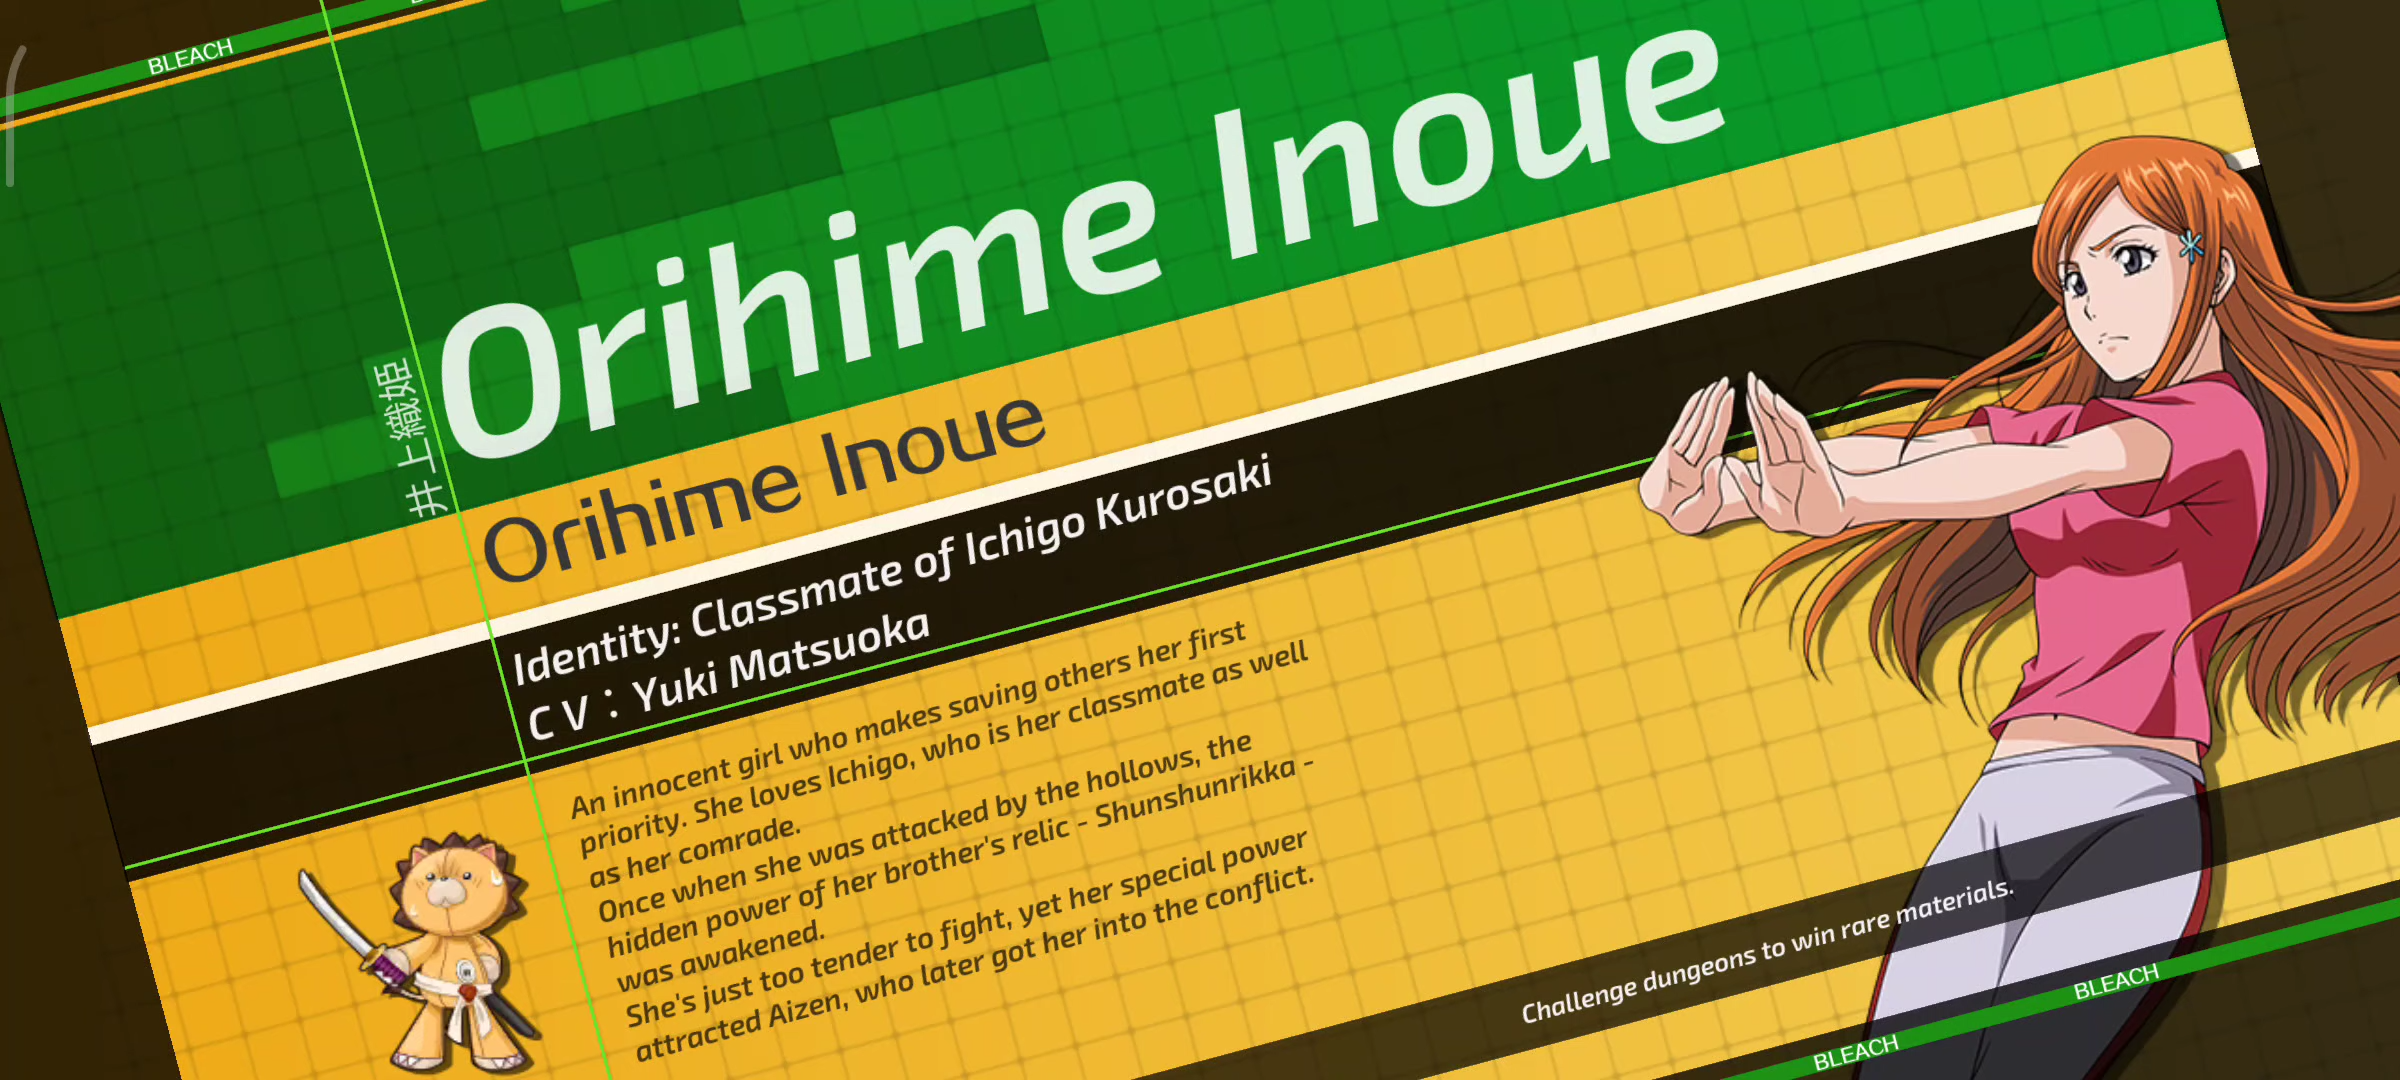 BLEACH
Orihime Inoue
井上織姫
Orihime Inoue
Identity: Classmate of Ichigo Kurosaki
CV：Yuki Matsuoka
An innocent girl who makes saving others her first
priority. She loves Ichigo, who is her classmate as well
as her comrade.
Once when she was attacked by the hollows, the
hidden power of her brother's relic - Shunshunrikka -
was awakened.
She's just too tender to fight, yet her special power
attracted Aizen, who later got her into the conflict.
Challenge dungeons to win rare materials.
BLEACH
BLEACH